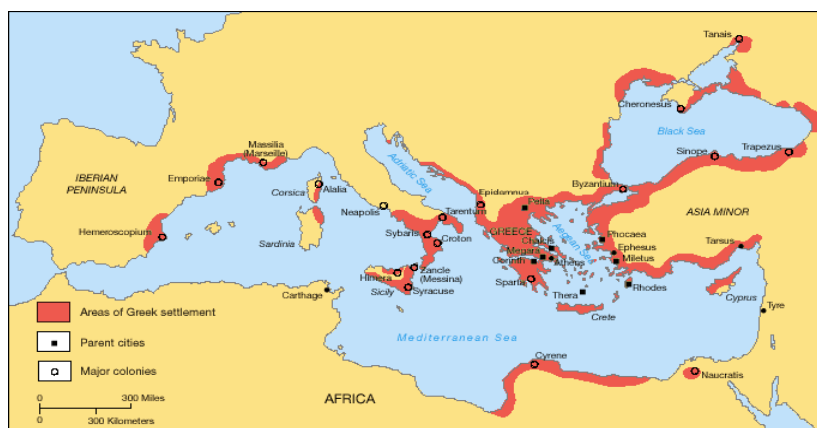 Tanais
Cheronesus
Black Sea
Massilia
(Marseille)
Sinope
Trapezus
IBERIAN
PENINSULA
Emporiae
Corsica
Alalia
Adriatic Sea
Epidamnus
Byzantium
Neapolis
Tarentum
Pella
ASIA MINOR
Hemeroscopium
Sardinia
Sybaris
Croton
GREECE
Aegean Sea
Phocaea
Chalcis
Ephesus
Megara
Athens
Miletus
Corinth
Tarsus
Himera
Zancle
(Messina)
Sparta
Sicily
Syracuse
Carthage
Thera
Rhodes
Cyprus
Crete
Tyre
Areas of Greek settlement
Parent cities
Major colonies
Mediterranean Sea
Cyrene
Naucratis
AFRICA
0 300 Miles
0 300 Kilometers